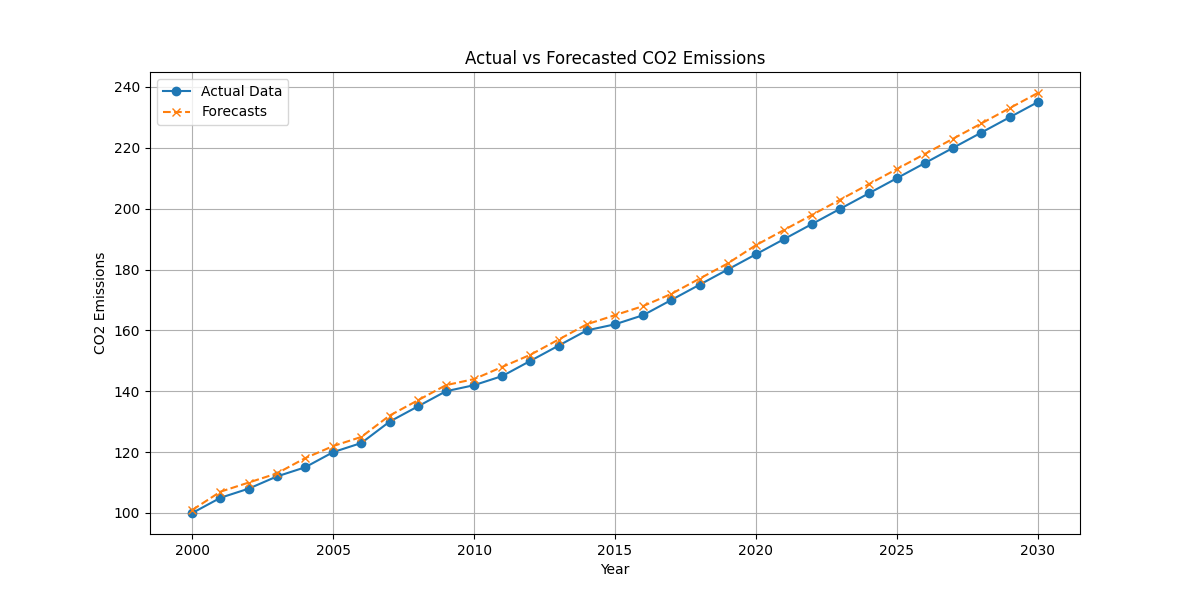 Actual vs Forecasted CO2 Emissions
Actual Data
Forecasts
240
220
200
180
160
140
120
100
CO2 Emissions
2000 2005 2010 2015 2020 2025 2030
Year